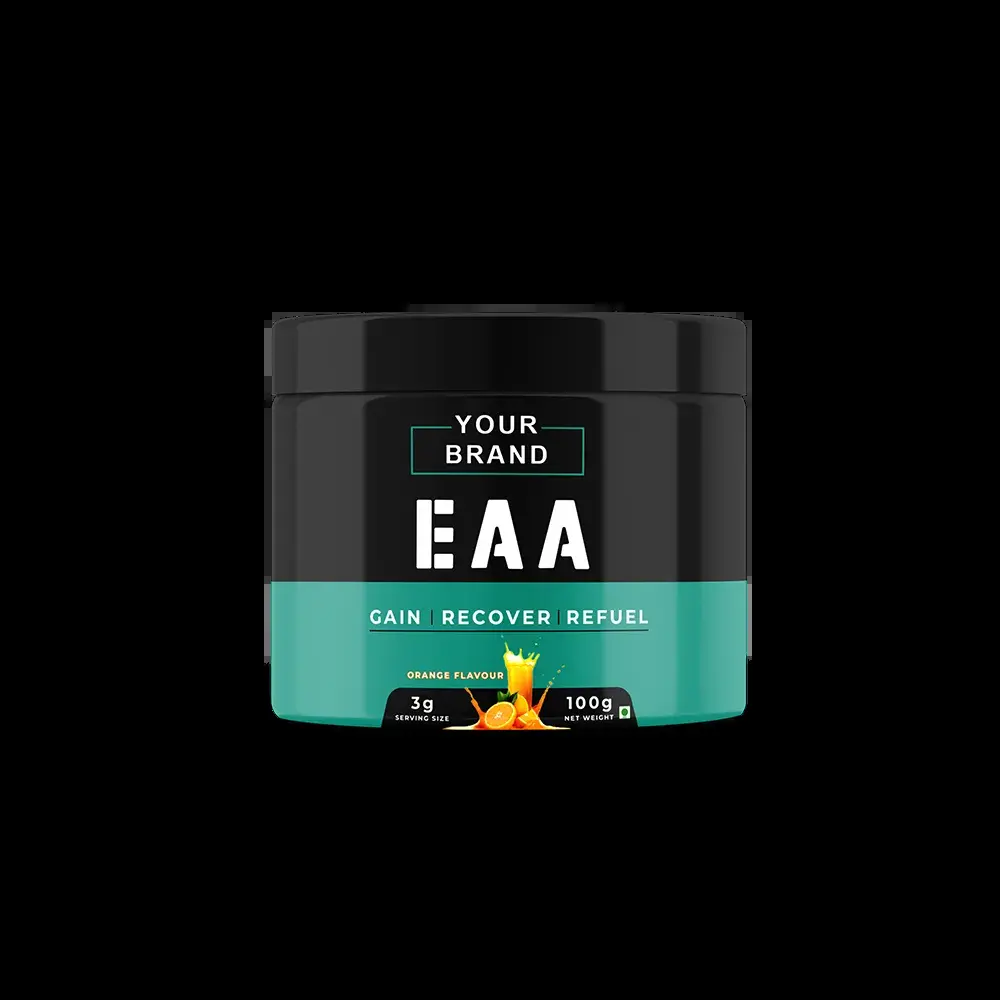 YOUR
BRAND
EAA
GAIN | RECOVER | REFUEL
ORANGE FLAVOUR
3g
SERVING SIZE
100g
NET WEIGHT